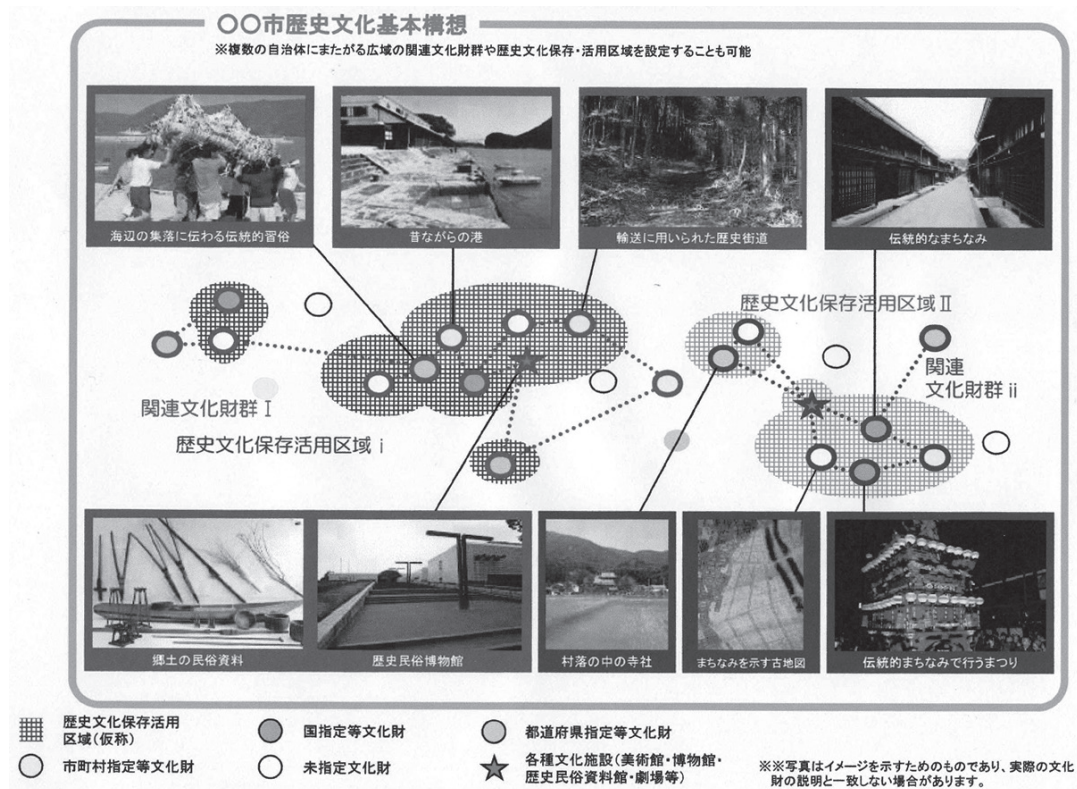 〇〇市歴史文化基本構想
※複数の自治体にまたがる広域の関連文化財群や歴史文化保存・活用区域を設定することも可能
海辺の集落に伝わる伝統的習俗
昔ながらの港
輸送に用いられた歴史街道
伝統的なまちなみ
歴史文化保存活用区域Ⅱ
関連
文化財群ⅱ
関連文化財群Ⅰ
歴史文化保存活用区域ⅰ
郷土の民俗資料
歴史民俗博物館
村落の中の寺社
まちなみを示す古地図
伝統的まちなみで行うまつり
歴史文化保存活用
区域(仮称)
国指定等文化財
都道府県指定等文化財
市町村指定等文化財
未指定文化財
各種文化施設(美術館・博物館・
歴史民俗資料館・劇場等)
※※写真はイメージを示すためのものであり、実際の文化
財の説明と一致しない場合があります。